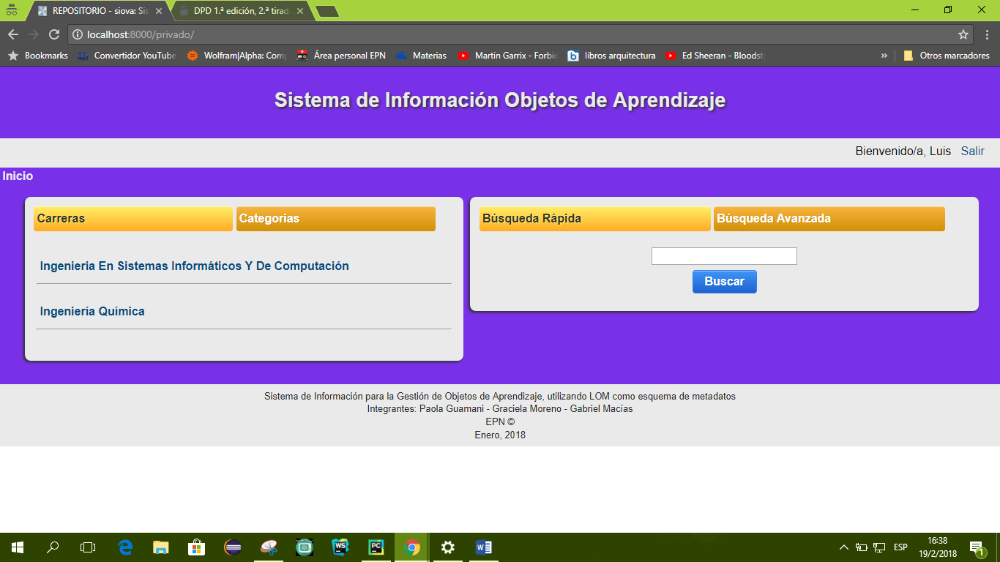 REPOSITORIO - siova: Sis
DPD 1.ª edición, 2.ª tirada
localhost:8000/privado/
Bookmarks
Convertidor YouTube
Wolfram|Alpha: Com
Área personal EPN
Materias
Martin Garrix - Forbi
libros arquitectura
Ed Sheeran - Bloodst
»
Otros marcadores
Sistema de Información Objetos de Aprendizaje
Bienvenido/a, Luis Salir
Inicio
Carreras Categorias
Búsqueda Rápida Búsqueda Avanzada
Ingenieria En Sistemas Informáticos Y De Computación
Buscar
Ingeniería Química
Sistema de Información para la Gestión de Objetos de Aprendizaje, utilizando LOM como esquema de metadatos
Integrantes: Paola Guamani - Graciela Moreno - Gabriel Macías
EPN ©
Enero, 2018
WS
PC
ESP
16:38
19/2/2018
1